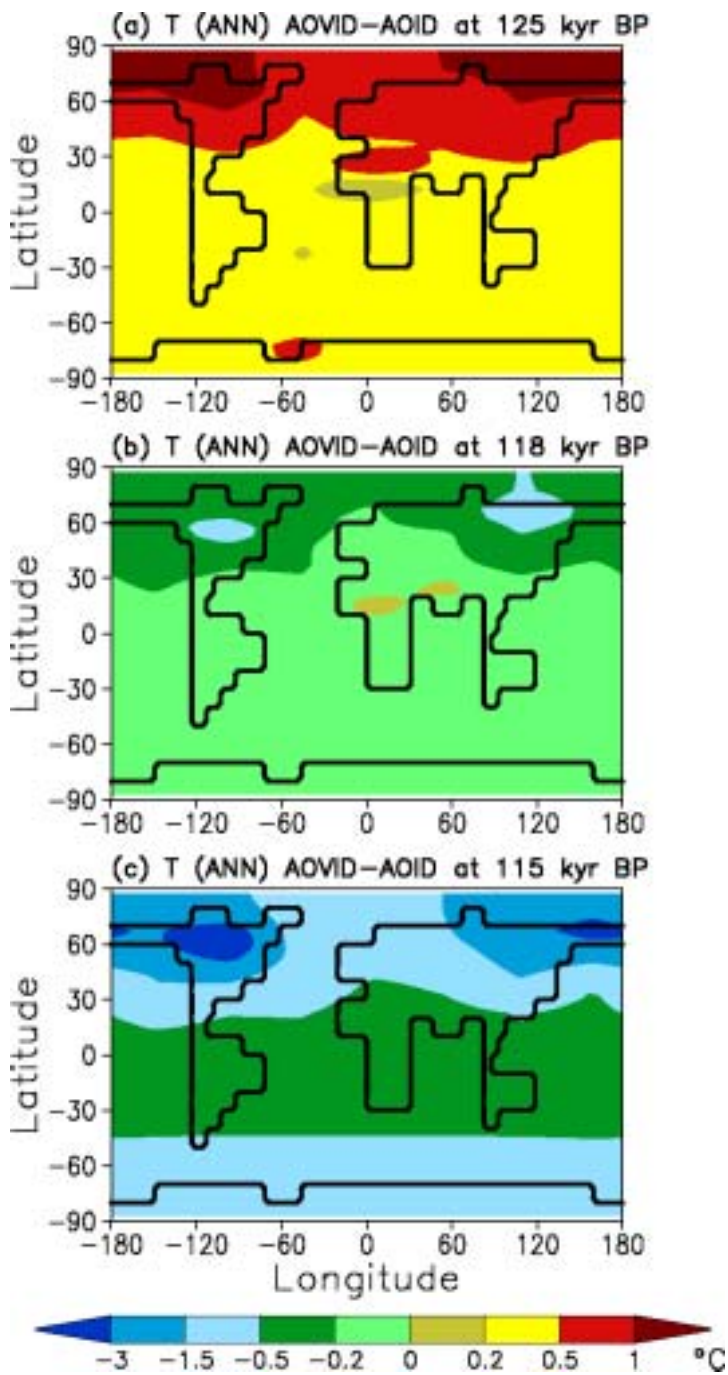 (a) T (ANN) AOVID−AOID at 125 kyr BP
90
60
30
0
−30
−60
−90
Latitude
−180 −120 −60 0 60 120 180
(b) T (ANN) AOVID−AOID at 118 kyr BP
90
60
30
0
−30
−60
−90
Latitude
−180 −120 −60 0 60 120 180
(c) T (ANN) AOVID−AOID at 115 kyr BP
90
60
30
0
−30
−60
−90
Latitude
−180 −120 −60 0 60 120 180
Longitude
−3 −1.5 −0.5 −0.2 0 0.2 0.5 1 °C